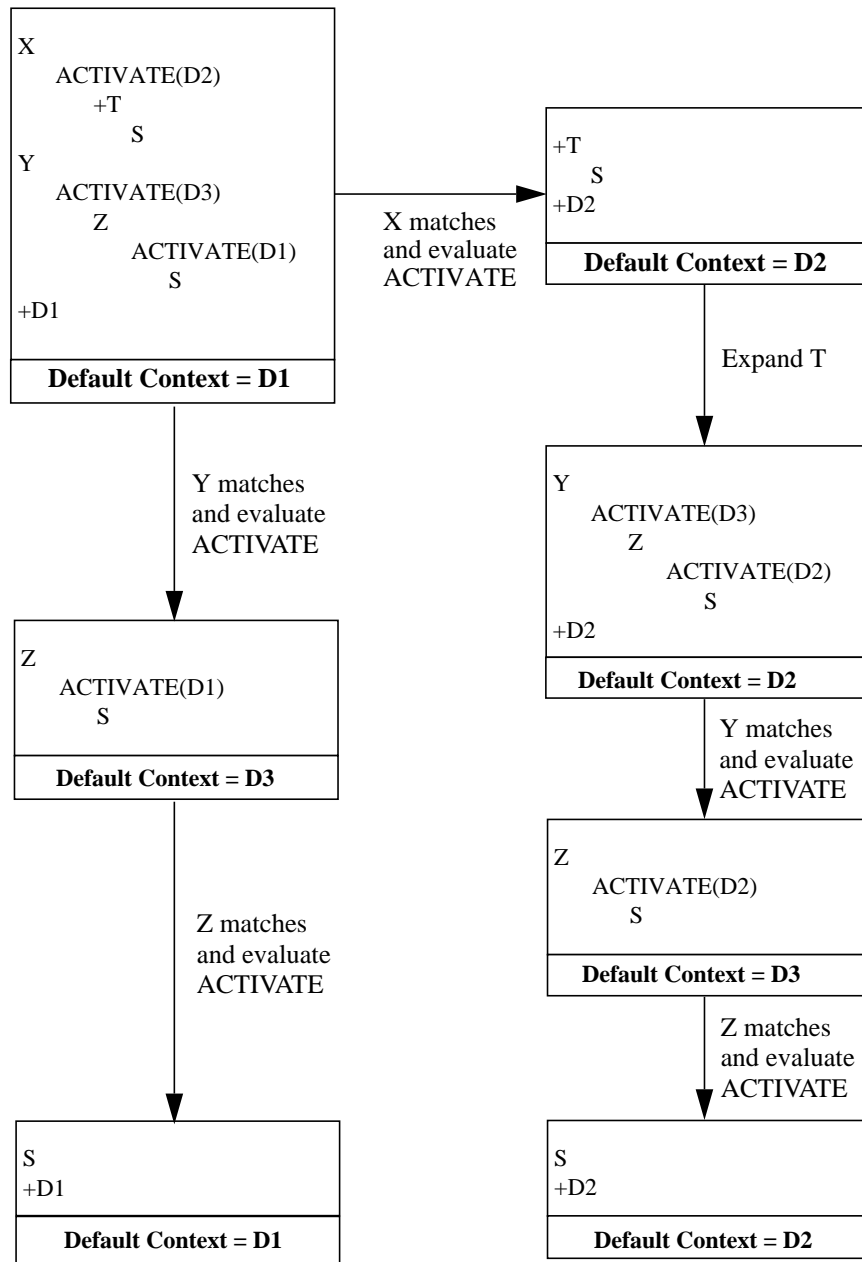 X
ACTIVATE(D2)
+T
S
Y
ACTIVATE(D3)
Z
ACTIVATE(D1)
S
+D1
Default Context = D1
X matches
and evaluate
ACTIVATE
+T
S
+D2
Default Context = D2
Expand T
Y matches
and evaluate
ACTIVATE
Y
ACTIVATE(D3)
Z
ACTIVATE(D2)
S
+D2
Default Context = D2
Z
ACTIVATE(D1)
S
Default Context = D3
Y matches
and evaluate
ACTIVATE
Z
ACTIVATE(D2)
S
Default Context = D3
Z matches
and evaluate
ACTIVATE
Z matches
and evaluate
ACTIVATE
S
+D1
Default Context = D1
S
+D2
Default Context = D2